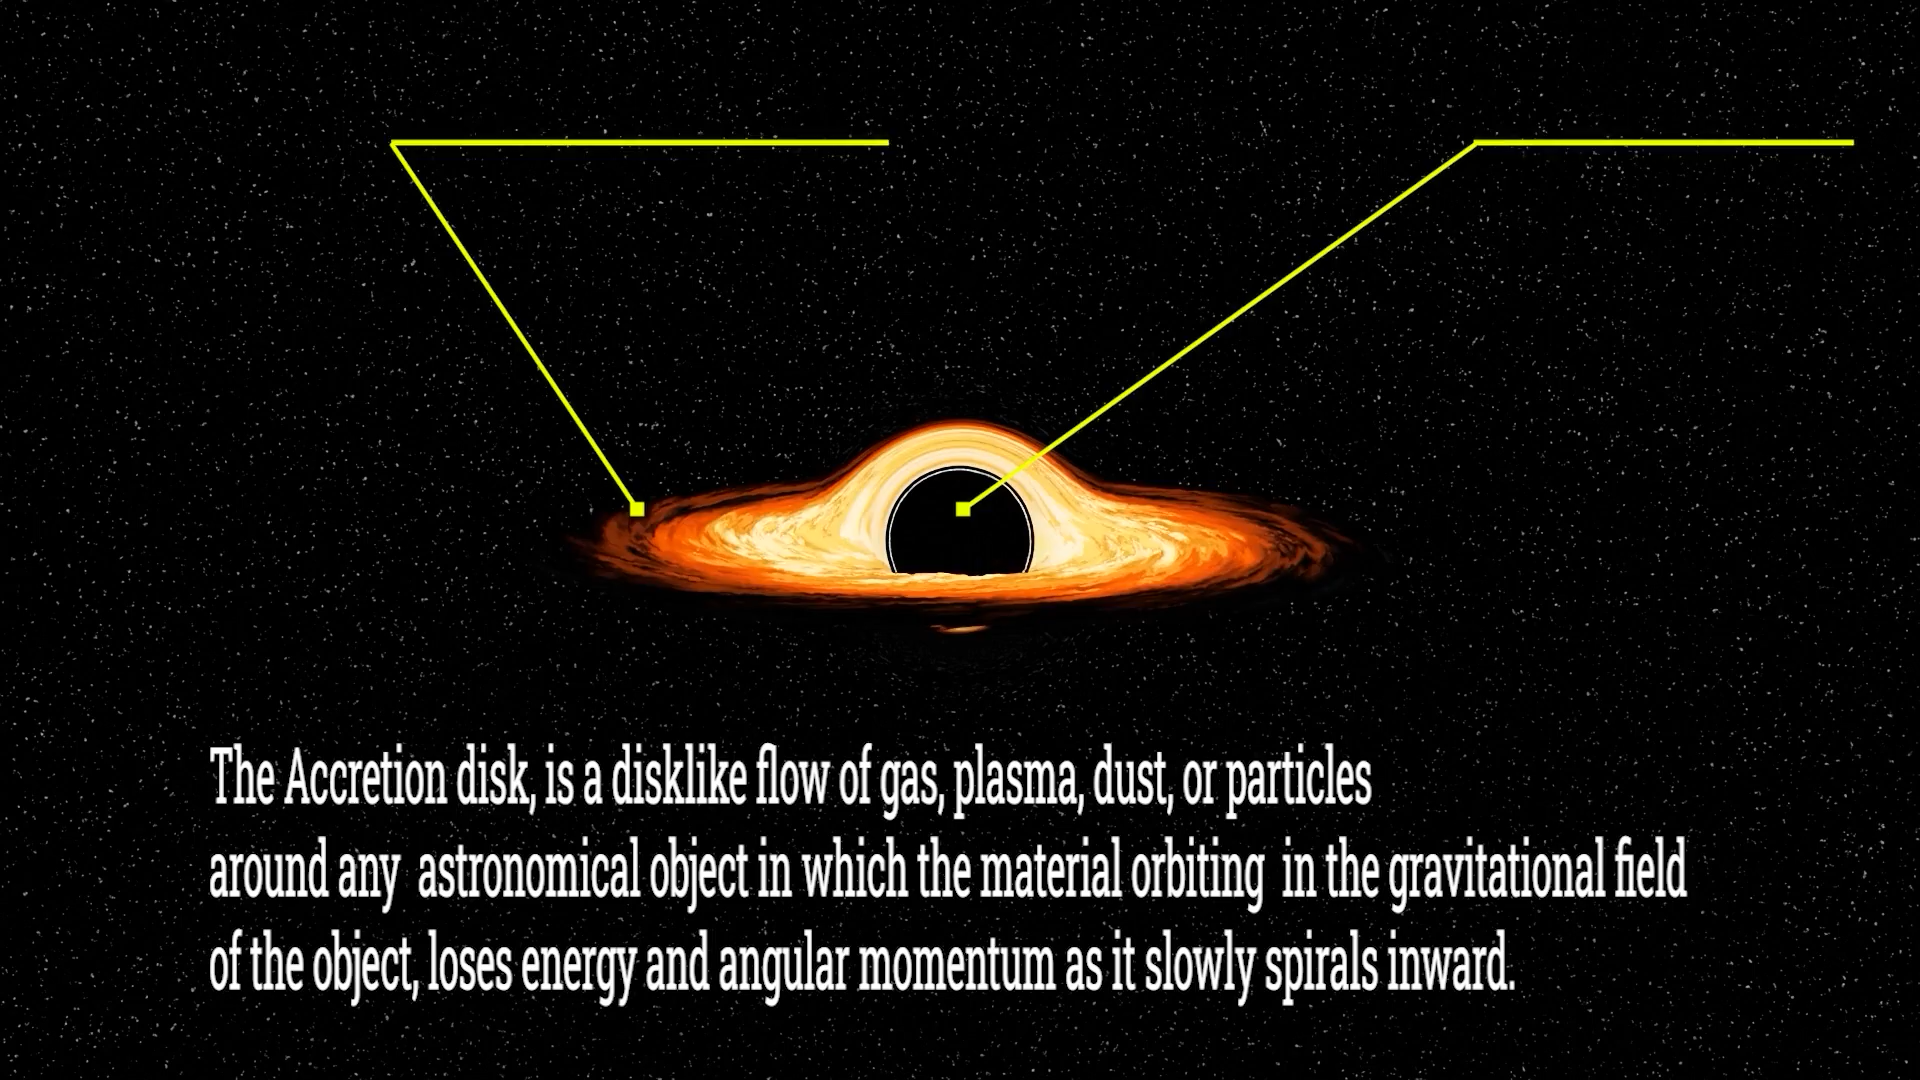 The Accretion disk, is a disklike flow of gas, plasma, dust, or particles
around any  astronomical object in which the material orbiting  in the gravitational field
of the object, loses energy and angular momentum as it slowly spirals inward.